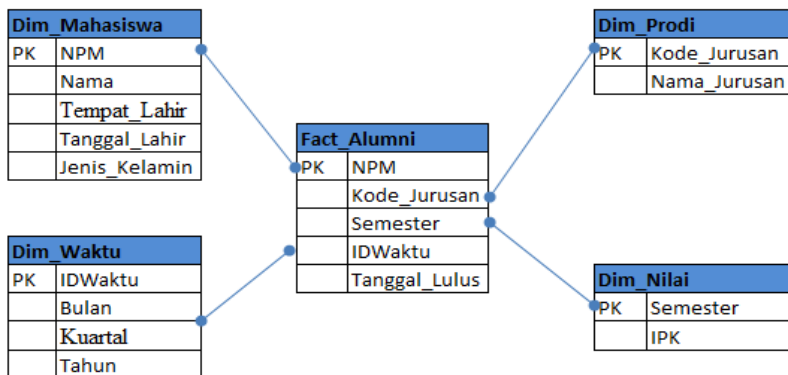 Dim_Mahasiswa
PK NPM
Nama
Tempat_Lahir
Tanggal_Lahir
Jenis_Kelamin
Dim_Prodi
PK Kode_Jurusan
Nama_Jurusan
Fact_Alumni
PK NPM
Kode_Jurusan
Semester
IDWaktu
Tanggal_Lulus
Dim_Waktu
PK IDWaktu
Bulan
Kuartal
Tahun
Dim_Nilai
PK Semester
IPK